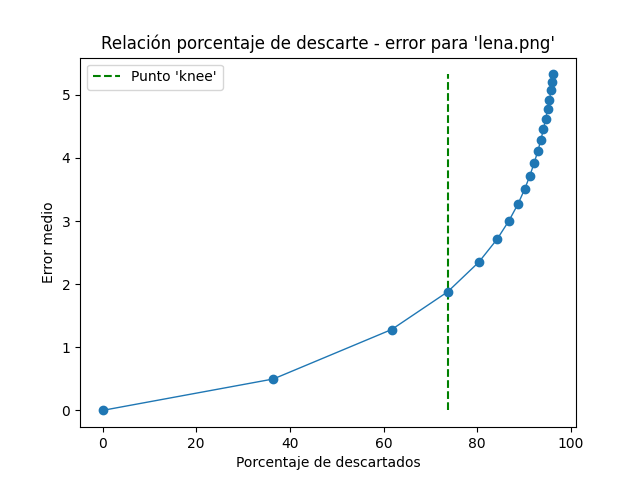 Relación porcentaje de descarte - error para 'lena.png'
Punto 'knee'
5
4
3
2
1
0
Error medio
0 20 40 60 80 100
Porcentaje de descartados